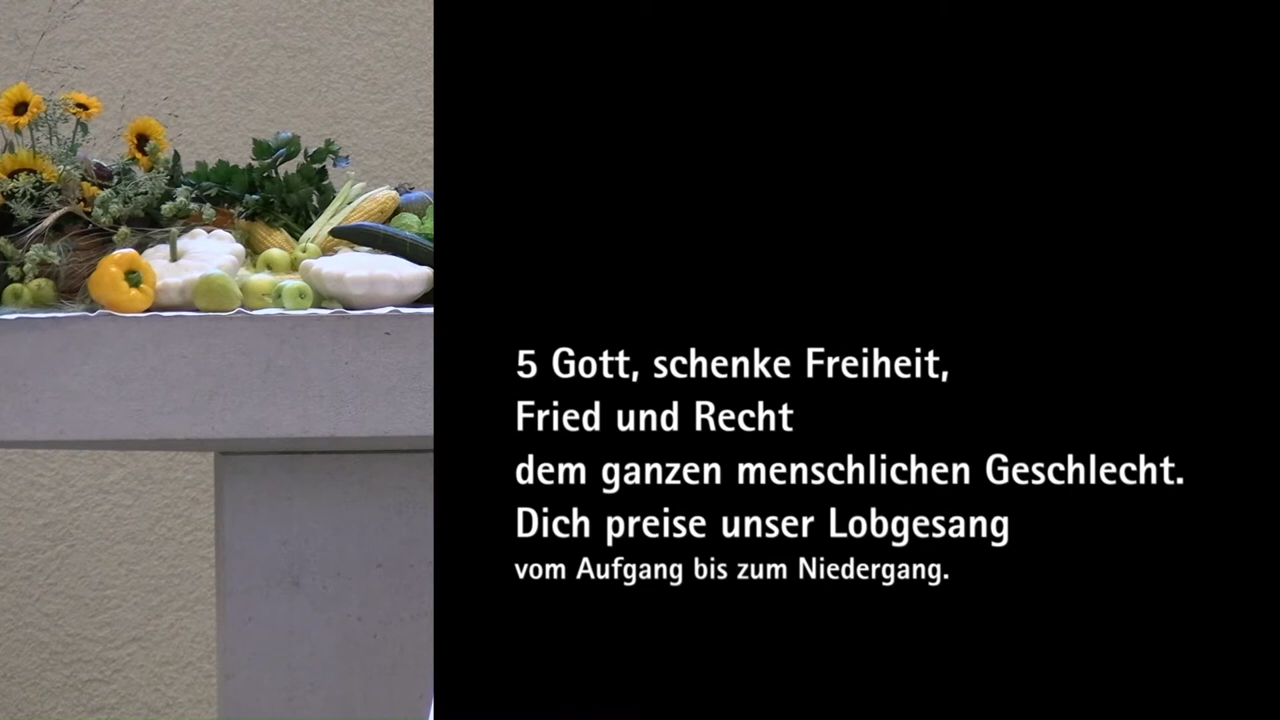 5 Gott, schenke Freiheit,
Fried und Recht
dem ganzen menschlichen Geschlecht.
Dich preise unser Lobgesang
vom Aufgang bis zum Niedergang.